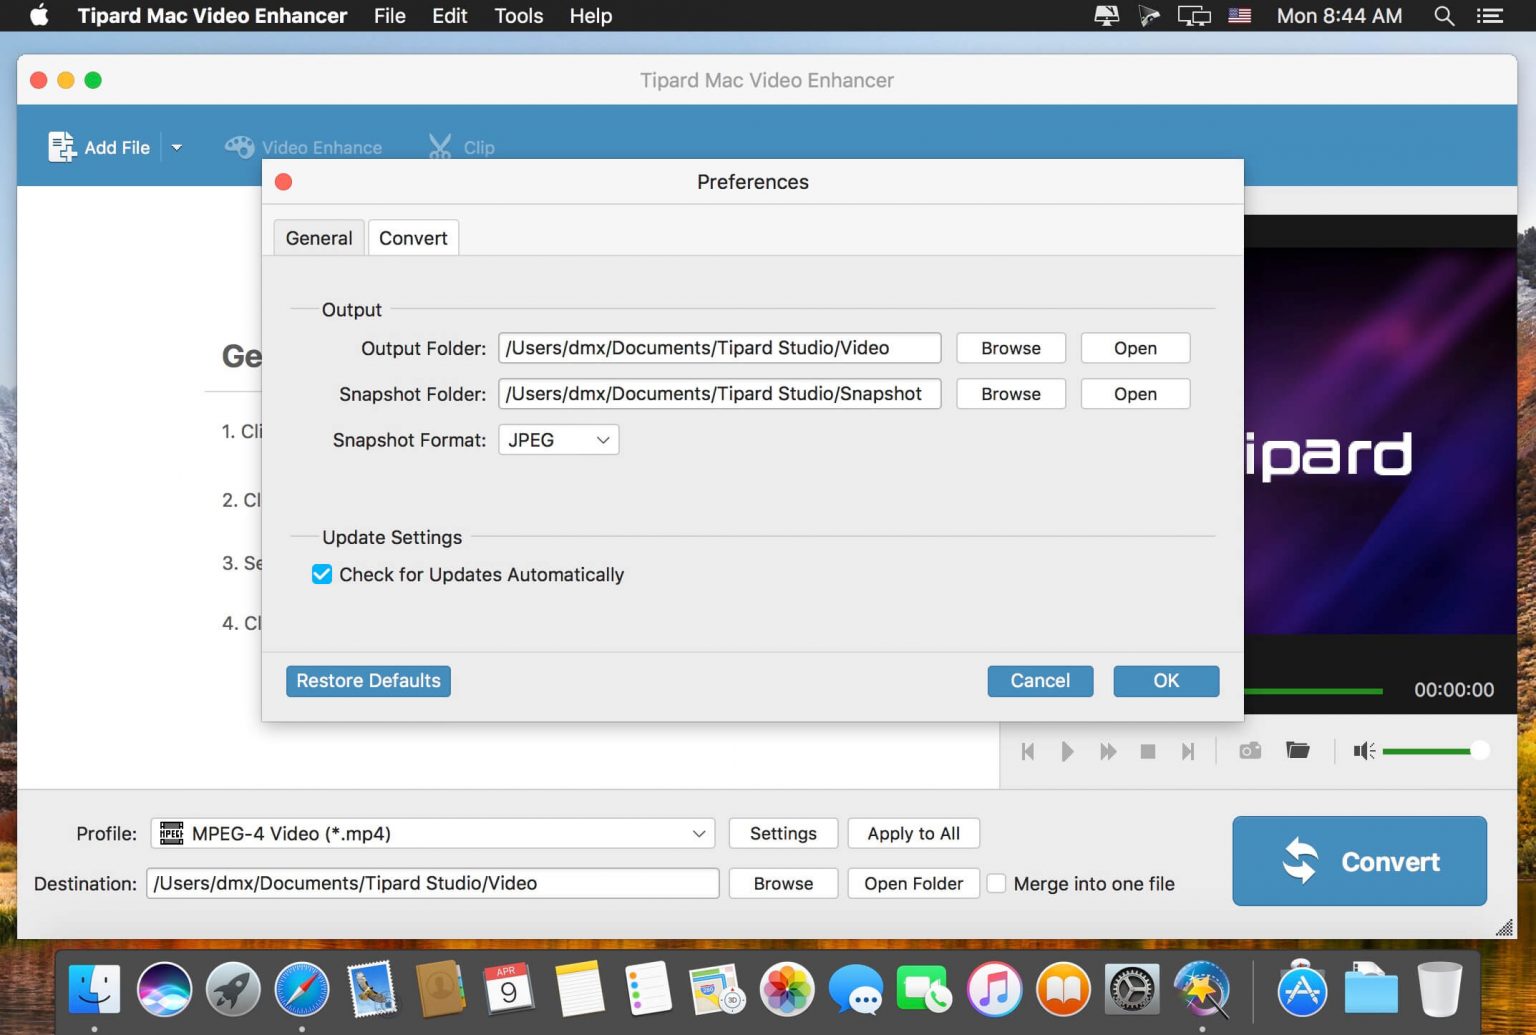 Tipard Mac Video Enhancer File Edit Tools Help Mon 8:44 AM
Tipard Mac Video Enhancer
Add File Video Enhance Clip
Preferences
General Convert
Output
Output Folder: /Users/dmx/Documents/Tipard Studio/Video Browse Open
Snapshot Folder: /Users/dmx/Documents/Tipard Studio/Snapshot Browse Open
Snapshot Format: JPEG
Update Settings
Check for Updates Automatically
Restore Defaults Cancel OK
Ge
1. Cli
2. Cl
3. Se
4. Cl
ipard
00:00:00
Profile: MPEG MPEG-4 Video (*.mp4) Settings Apply to All
Destination: /Users/dmx/Documents/Tipard Studio/Video Browse Open Folder Merge into one file
Convert
APR
9
280
3D